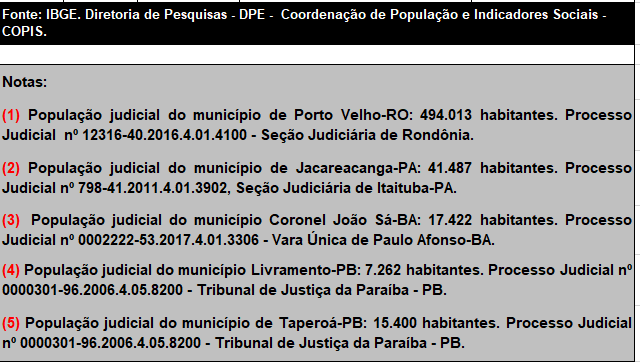 Fonte: IBGE. Diretoria de Pesquisas - DPE - Coordenação de População e Indicadores Sociais -
COPIS.
Notas:
(1) População judicial do município de Porto Velho-RO: 494.013 habitantes. Processo
Judicial nº 12316-40.2016.4.01.4100 - Seção Judiciária de Rondônia.
(2) População judicial do município de Jacareacanga-PA: 41.487 habitantes. Processo
Judicial nº 798-41.2011.4.01.3902, Seção Judiciária de Itaituba-PA.
(3) População judicial do município Coronel João Sá-BA: 17.422 habitantes. Processo
Judicial nº 0002222-53.2017.4.01.3306 - Vara Única de Paulo Afonso-BA.
(4) População judicial do município Livramento-PB: 7.262 habitantes. Processo Judicial nº
0000301-96.2006.4.05.8200 - Tribunal de Justiça da Paraíba - PB.
(5) População judicial do município de Taperoá-PB: 15.400 habitantes. Processo Judicial
nº 0000301-96.2006.4.05.8200 - Tribunal de Justiça da Paraíba - PB.